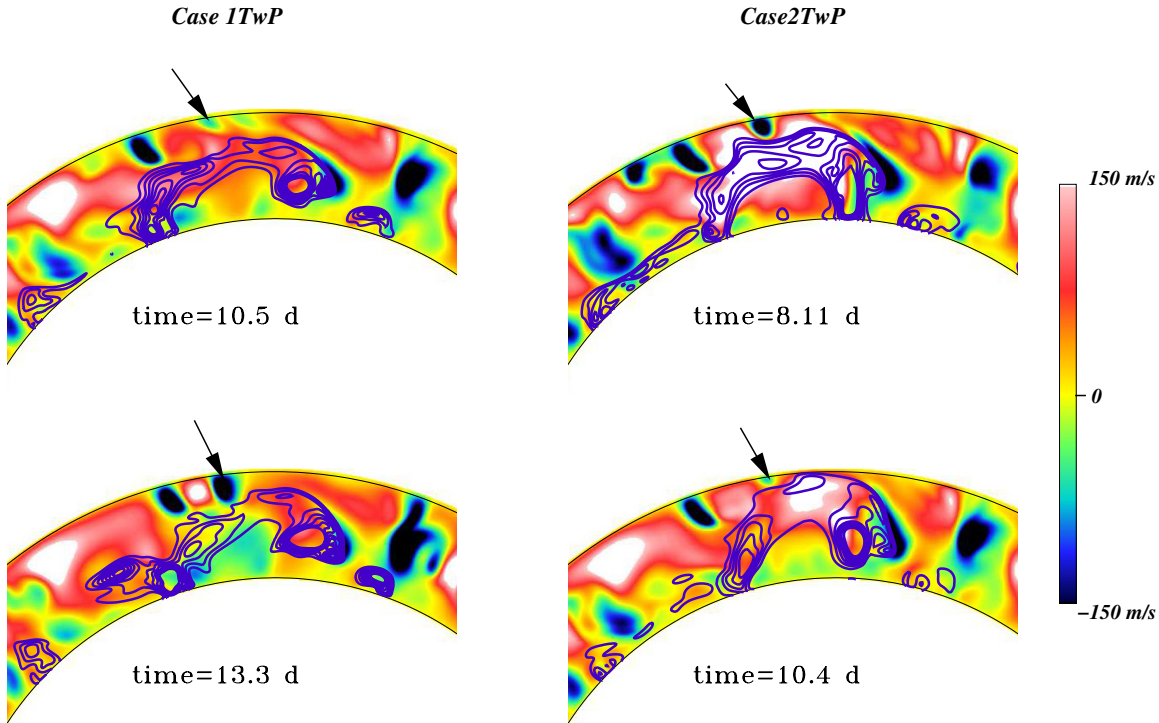 Case 1TwP
Case2TwP
time=10.5 d
time=8.11 d
150 m/s
0
−150 m/s
time=13.3 d
time=10.4 d